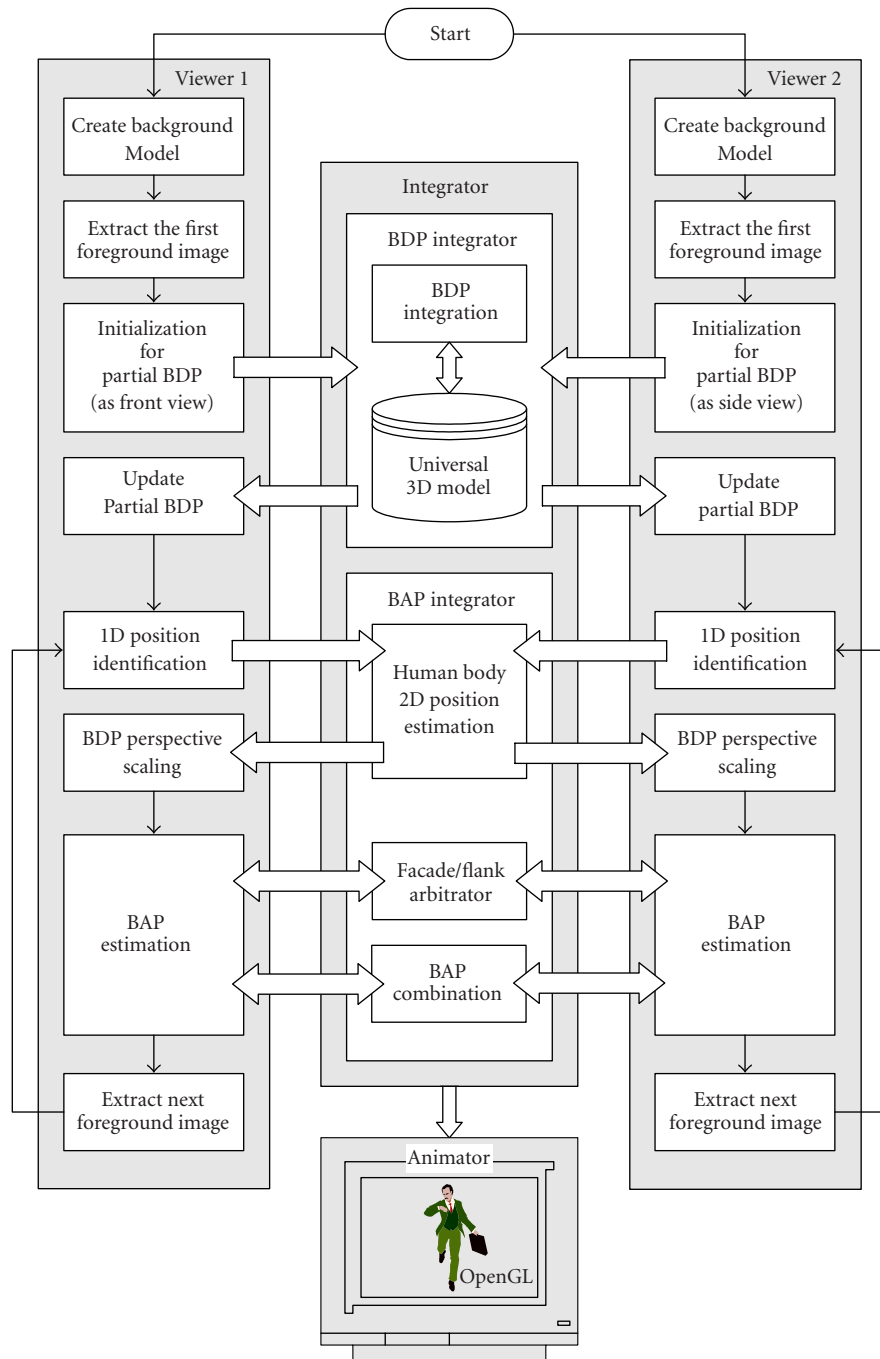 Start
Viewer 1
Create background
Model
Extract the first
foreground image
Initialization
for
partial BDP
(as front view)
Update
Partial BDP
1D position
identification
BDP perspective
scaling
BAP
estimation
Extract next
foreground image
Integrator
BDP integrator
BDP
integration
Universal
3D model
BAP integrator
Human body
2D position
estimation
Facade/flank
arbitrator
BAP
combination
Animator
OpenGL
Viewer 2
Create background
Model
Extract the first
foreground image
Initialization
for
partial BDP
(as side view)
Update
partial BDP
1D position
identification
BDP perspective
scaling
BAP
estimation
Extract next
foreground image